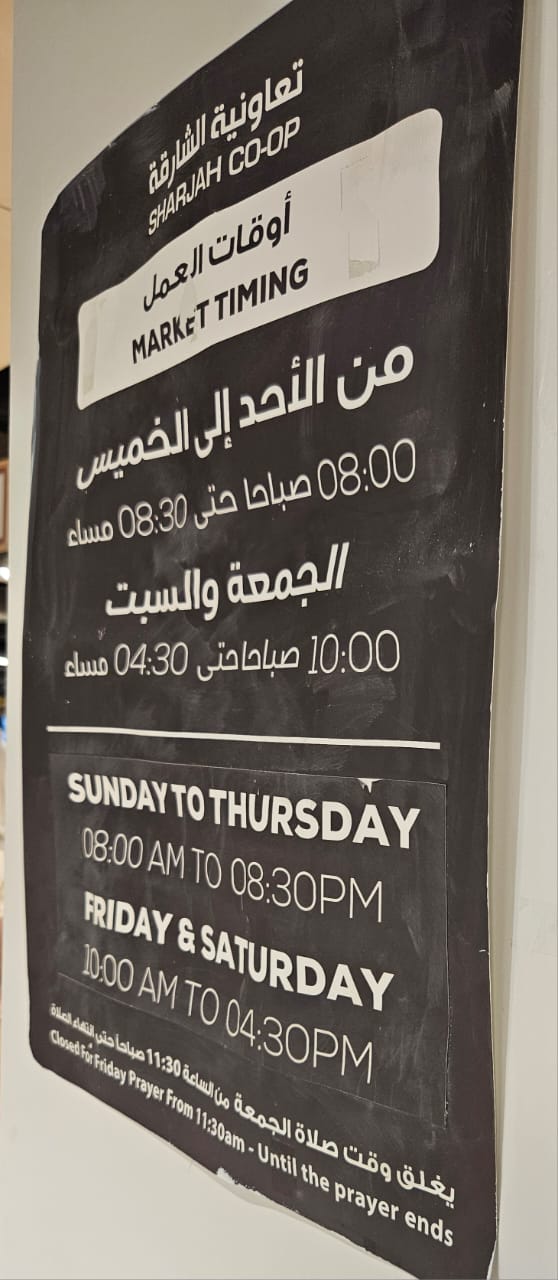 تعاونية الشارقة
SHARJAH CO-OP
أوقات العمل
MARKET TIMING
من الأحد إلى الخميس
08:00 صباحا حتى 08:30 مساء
الجمعة والسبت
10:00 صباحا حتى 04:30 مساء
SUNDAY TO THURSDAY
08:00 AM TO 08:30PM
FRIDAY & SATURDAY
10:00 AM TO 04:30PM
يغلق وقت صلاة الجمعة من الساعة 11:30 صباحا حتى انتهاء الصلاة
Closed For Friday Prayer From 11:30am - Until the prayer ends